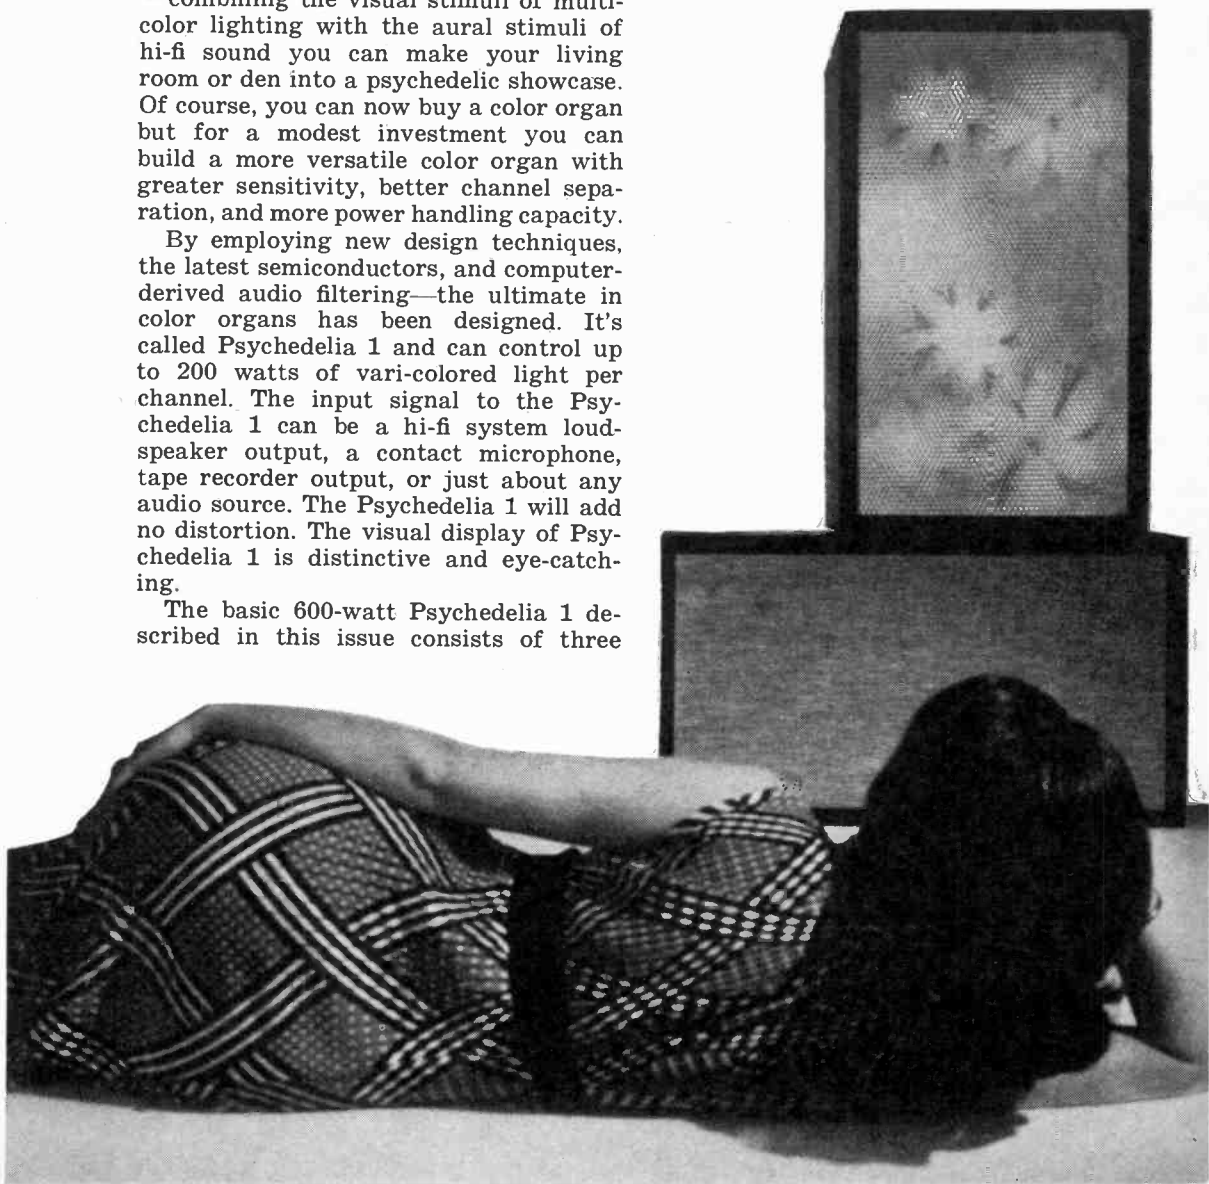 combining the visual stimuli of multi-
color lighting with the aural stimuli of
hi-fi sound you can make your living
room or den into a psychedelic showcase.
Of course, you can now buy a color organ
but for a modest investment you can
build a more versatile color organ with
greater sensitivity, better channel sepa-
ration, and more power handling capacity.
By employing new design techniques,
the latest semiconductors, and computer-
derived audio filtering—the ultimate in
color organs has been designed. It's
called Psychedelia 1 and can control up
to 200 watts of vari-colored light per
channel. The input signal to the Psy-
chedelia 1 can be a hi-fi system loud-
speaker output, a contact microphone,
tape recorder output, or just about any
audio source. The Psychedelia 1 will add
no distortion. The visual display of Psy-
chedelia 1 is distinctive and eye-catch-
ing.
The basic 600-watt Psychedelia 1 de-
scribed in this issue consists of three